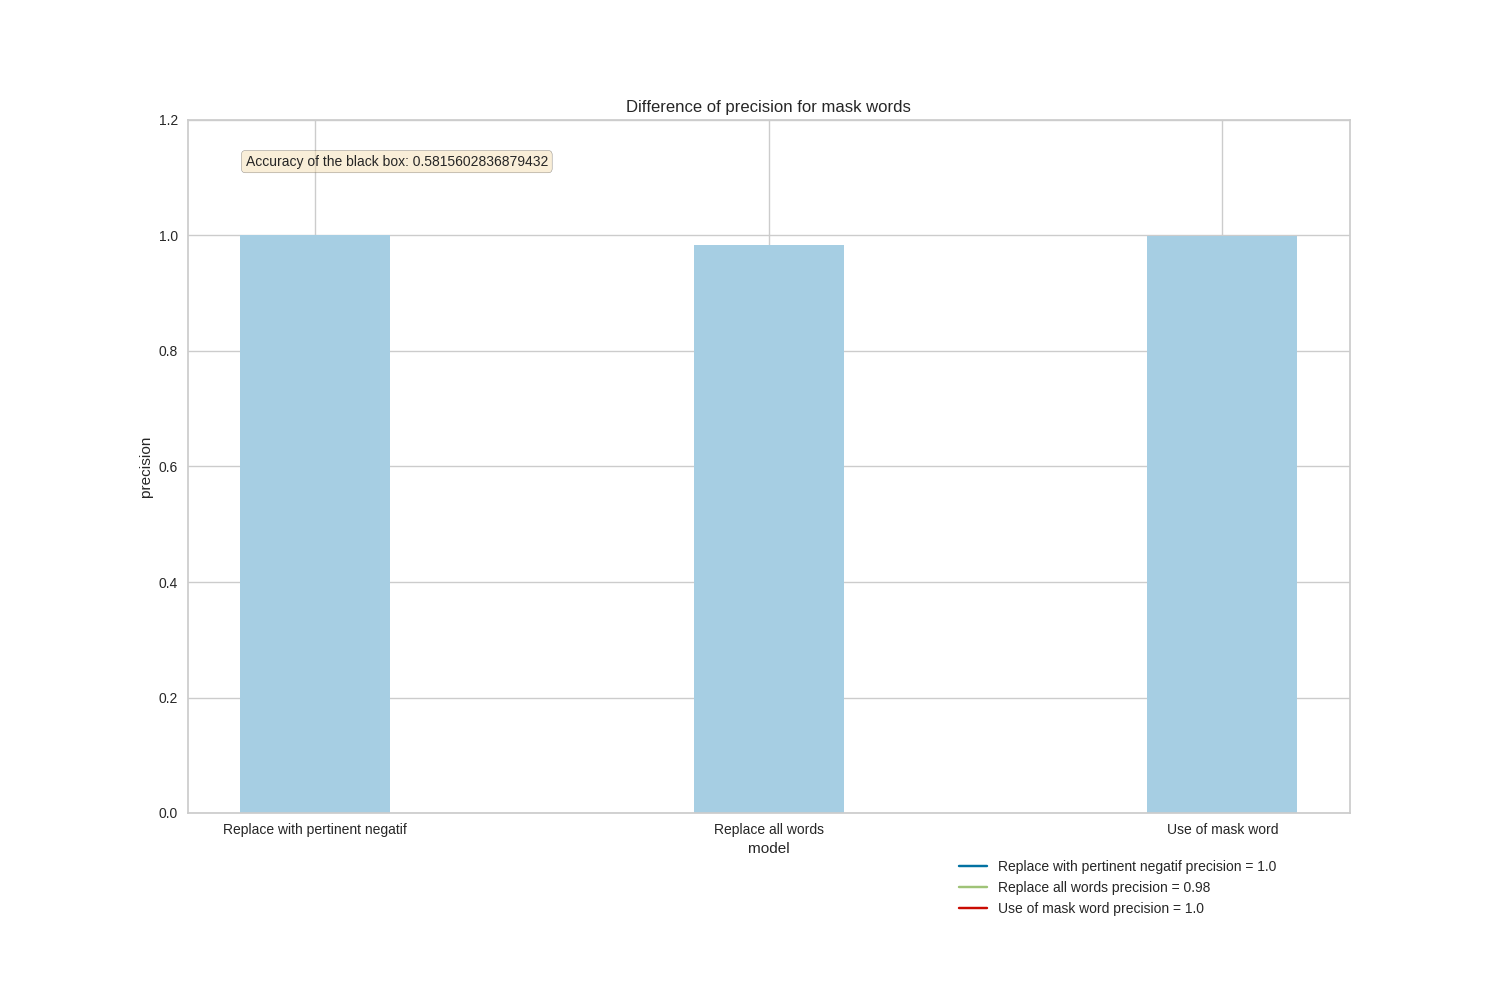 Difference of precision for mask words
1.2
Accuracy of the black box: 0.5815602836879432
1.0
0.8
0.6
precision
0.4
0.2
0.0
Replace with pertinent negatif
Replace all words
Use of mask word
model
Replace with pertinent negatif precision = 1.0
Replace all words precision = 0.98
Use of mask word precision = 1.0